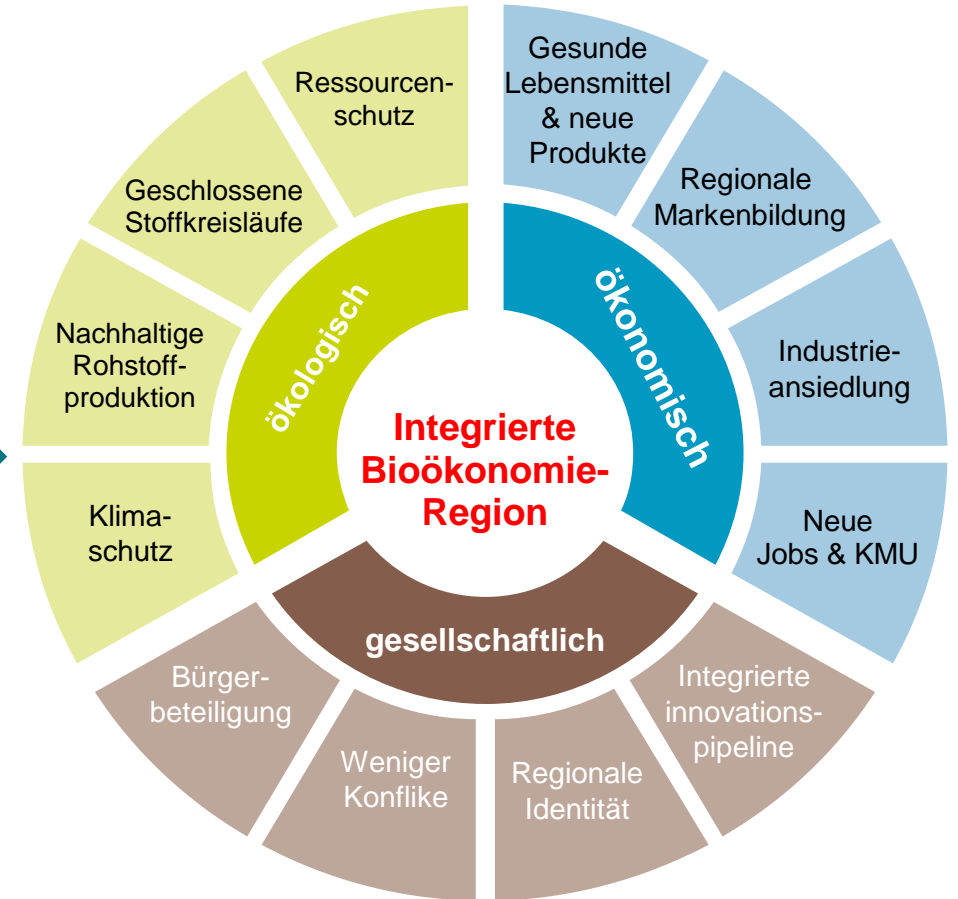 Ressourcen-
schutz
Geschlossene
Stoffkreisläufe
Nachhaltige
Rohstoff-
produktion
Klima-
schutz
ökologisch
Gesunde
Lebensmittel
& neue
Produkte
Regionale
Markenbildung
Industrie-
ansiedlung
Neue
Jobs & KMU
ökonomisch
Integrierte
Bioökonomie-
Region
gesellschaftlich
Bürger-
beteiligung
Weniger
Konflike
Regionale
Identität
Integrierte
innovations-
pipeline